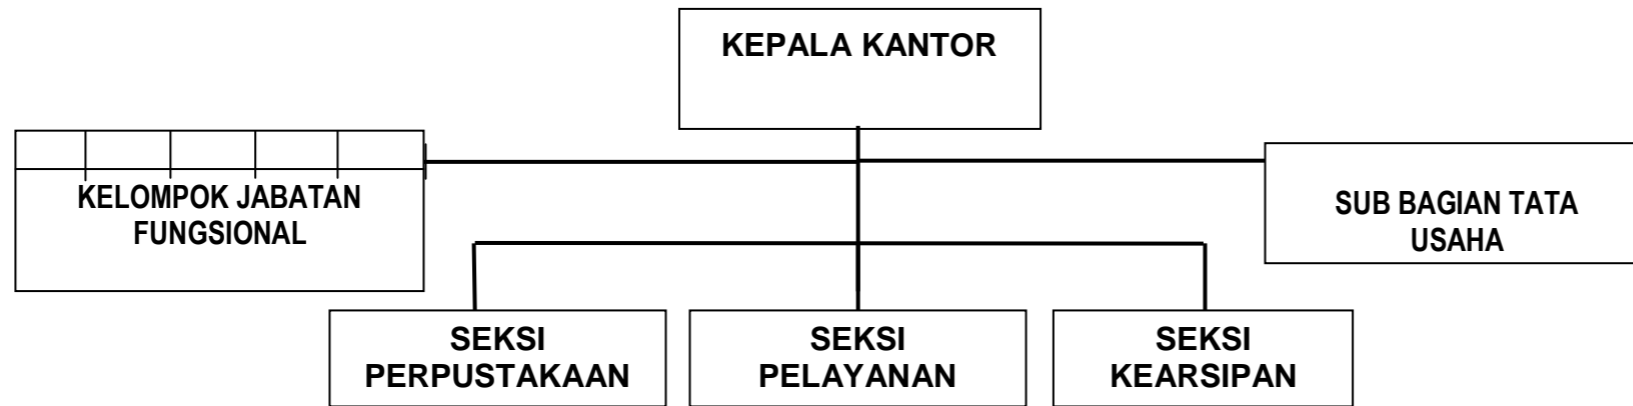 KEPALA KANTOR
KELOMPOK JABATAN
FUNGSIONAL
SUB BAGIAN TATA
USAHA
SEKSI
PERPUSTAKAAN
SEKSI
PELAYANAN
SEKSI
KEARSIPAN